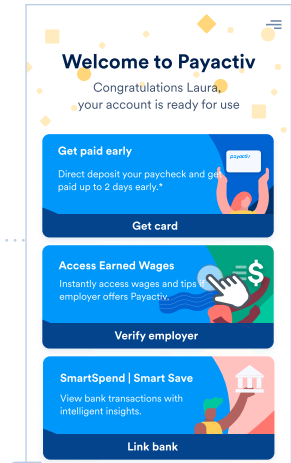 Welcome to Payactiv
Congratulations Laura,
your account is ready for use
Get paid early
payactiv
Direct deposit your paycheck and get
paid up to 2 days early.*
Get card
Access Earned Wages
Instantly access wages and tips if
employer offers Payactiv.
$
Verify employer
SmartSpend | Smart Save
View bank transactions with
intelligent insights.
Link bank